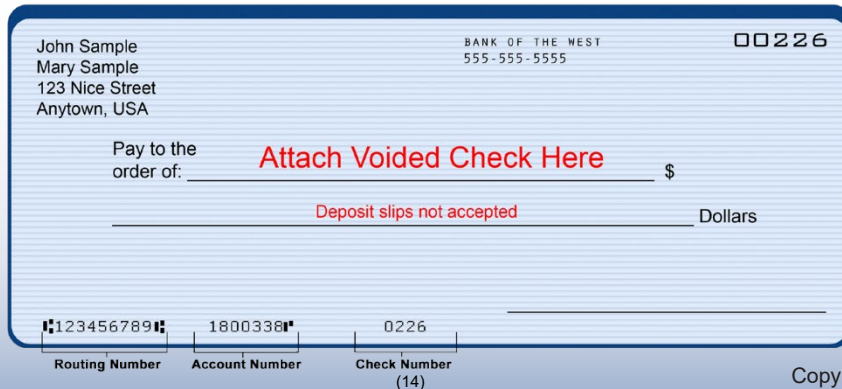 John Sample
Mary Sample
123 Nice Street
Anytown, USA
BANK OF THE WEST
555-555-5555
00226
Pay to the
order of:
Attach Voided Check Here
$
Deposit slips not accepted
Dollars
⑆123456789⑆ 1800338⑈ 0226
Routing Number Account Number Check Number
(14)
Copy